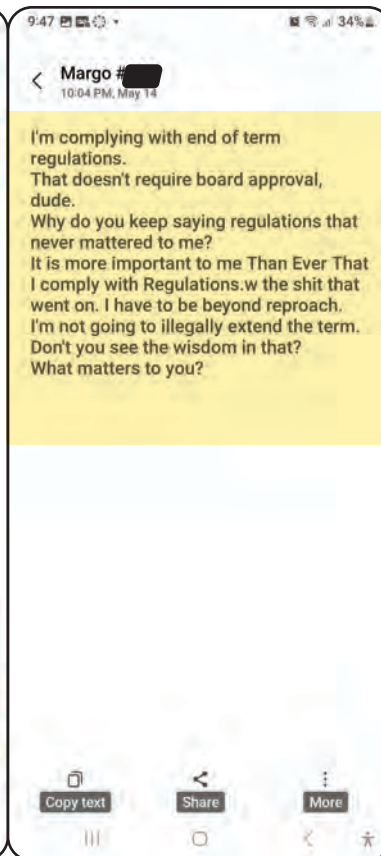 9:47
34%
Margo #
10:04 PM, May 14
I'm complying with end of term
regulations.
That doesn't require board approval,
dude.
Why do you keep saying regulations that
never mattered to me?
It is more important to me Than Ever That
I comply with Regulations.w the shit that
went on. I have to be beyond reproach.
I'm not going to illegally extend the term.
Don't you see the wisdom in that?
What matters to you?
Copy text
Share
More